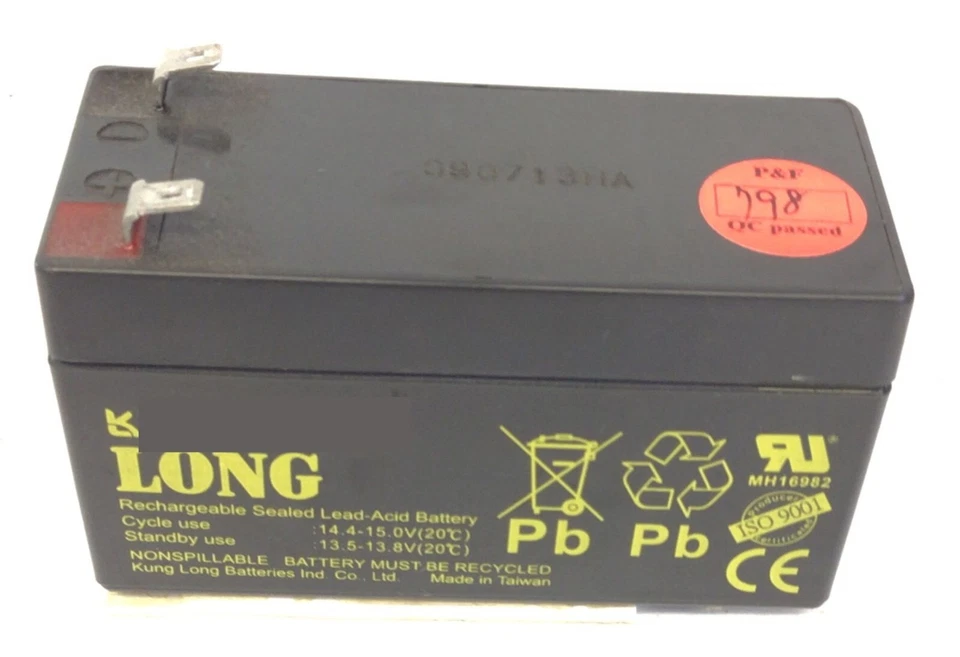 P&F
798
QC passed
LONG
Rechargeable Sealed Lead-Acid Battery
Cycle use :14.4-15.0V(20℃)
Standby use :13.5-13.8V(20℃)
NONSPILLABLE BATTERY MUST BE RECYCLED
Kung Long Batteries Ind. Co., Ltd. Made in Taiwan
Pb
Pb
MH16982
Producer
ISO 9001
CE